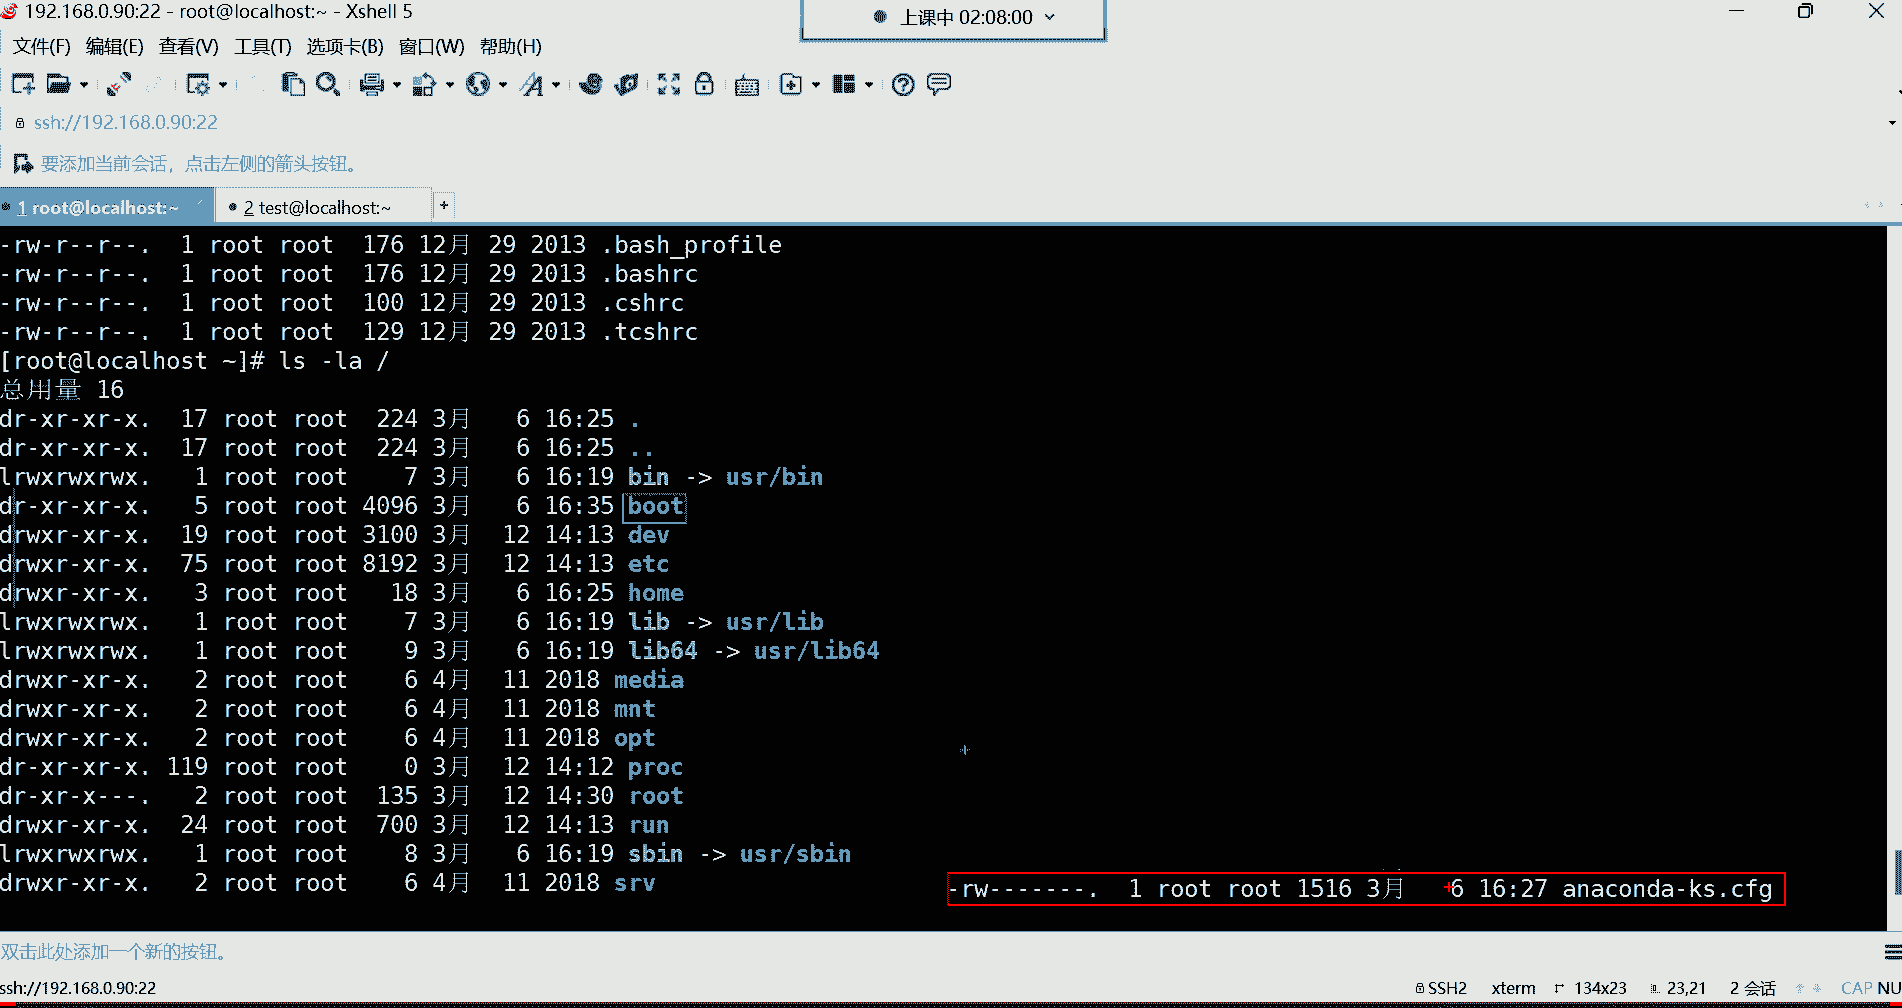 192.168.0.90:22 - root@localhost:~ - Xshell 5
上课中 02:08:00
文件(F) 编辑(E) 查看(V) 工具(T) 选项卡(B) 窗口(W) 帮助(H)
ssh://192.168.0.90:22
要添加当前会话，点击左侧的箭头按钮。
1 root@localhost:~ 2 test@localhost:~ +
-rw-r--r--.  1 root root  176 12月 29 2013 .bash_profile
-rw-r--r--.  1 root root  176 12月 29 2013 .bashrc
-rw-r--r--.  1 root root  100 12月 29 2013 .cshrc
-rw-r--r--.  1 root root  129 12月 29 2013 .tcshrc
[root@localhost ~]# ls -la /
总用量 16
dr-xr-xr-x.  17 root root  224 3月   6 16:25 .
dr-xr-xr-x.  17 root root  224 3月   6 16:25 ..
lrwxrwxrwx.   1 root root    7 3月   6 16:19 bin -> usr/bin
dr-xr-xr-x.   5 root root 4096 3月   6 16:35 boot
drwxr-xr-x.  19 root root 3100 3月  12 14:13 dev
drwxr-xr-x.  75 root root 8192 3月  12 14:13 etc
drwxr-xr-x.   3 root root   18 3月   6 16:25 home
lrwxrwxrwx.   1 root root    7 3月   6 16:19 lib -> usr/lib
lrwxrwxrwx.   1 root root    9 3月   6 16:19 lib64 -> usr/lib64
drwxr-xr-x.   2 root root    6 4月  11 2018 media
drwxr-xr-x.   2 root root    6 4月  11 2018 mnt
drwxr-xr-x.   2 root root    6 4月  11 2018 opt
dr-xr-xr-x. 119 root root    0 3月  12 14:12 proc
dr-xr-x---.   2 root root  135 3月  12 14:30 root
drwxr-xr-x.  24 root root  700 3月  12 14:13 run
lrwxrwxrwx.   1 root root    8 3月   6 16:19 sbin -> usr/sbin
drwxr-xr-x.   2 root root    6 4月  11 2018 srv
-rw-------.  1 root root 1516 3月   6 16:27 anaconda-ks.cfg
双击此处添加一个新的按钮。
ssh://192.168.0.90:22 SSH2 xterm 134x23 23,21 2 会话 CAP NU